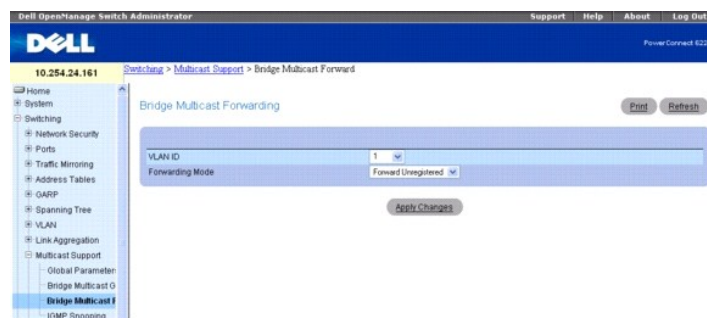 Dell OpenManage Switch Administrator
Support Help About Log Out
DELL
PowerConnect 622
10.254.24.161
Switching > Multicast Support > Bridge Multicast Forward
Home
System
Switching
Network Security
Ports
Traffic Mirroring
Address Tables
GARP
Spanning Tree
VLAN
Link Aggregation
Multicast Support
Global Parameter
Bridge Multicast G
Bridge Multicast F
IGMP Snooping
Bridge Multicast Forwarding
Print Refresh
VLAN ID 1
Forwarding Mode Forward Unregistered
Apply Changes